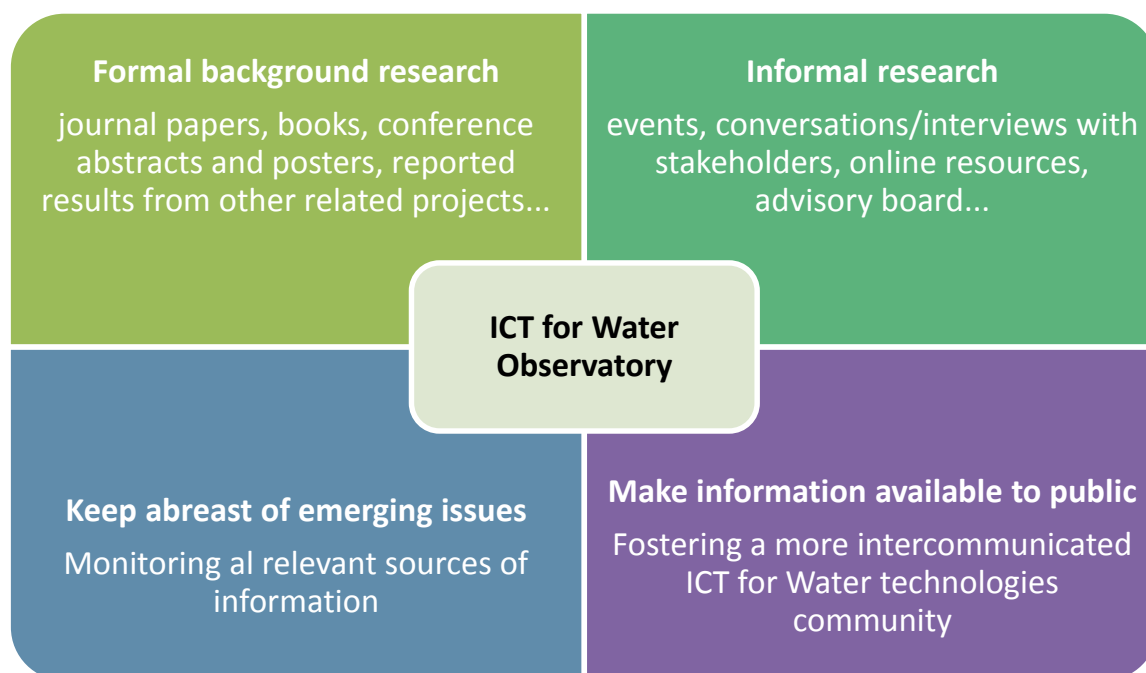 Formal background research
journal papers, books, conference
abstracts and posters, reported
results from other related projects...
Informal research
events, conversations/interviews with
stakeholders, online resources,
advisory board...
ICT for Water
Observatory
Keep abreast of emerging issues
Monitoring al relevant sources of
information
Make information available to public
Fostering a more intercommunicated
ICT for Water technologies
community